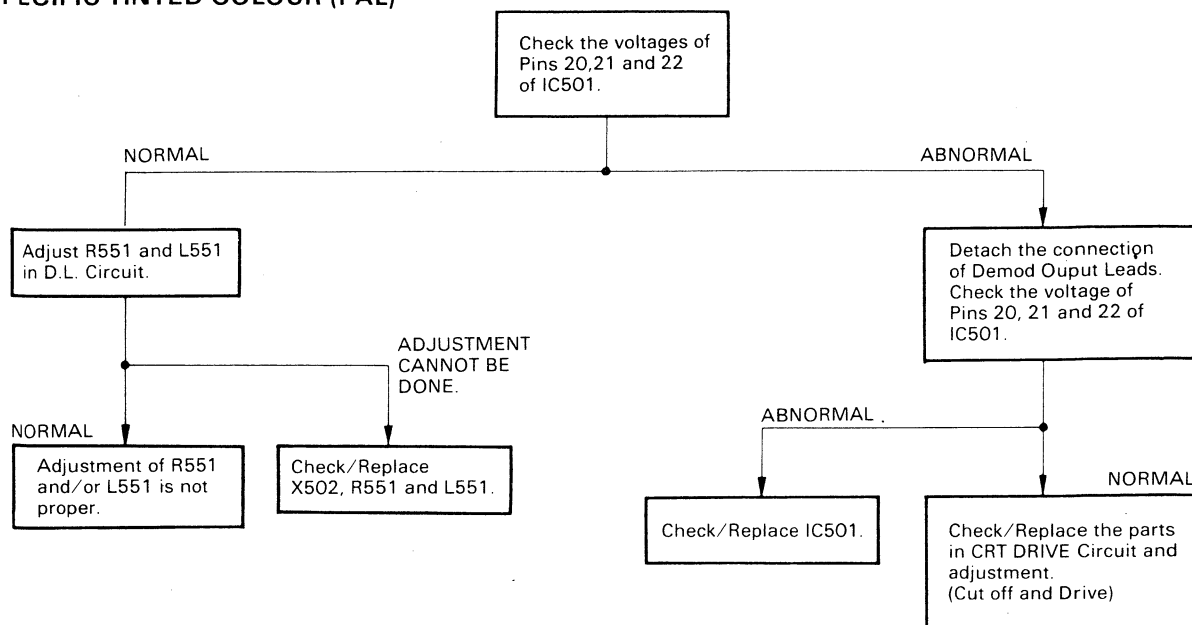 TINTED COLOUR (PAL)
Check the voltages of
Pins 20,21 and 22
of IC501.
NORMAL
ABNORMAL
Adjust R551 and L551
in D.L. Circuit.
Detach the connection
of Demod Ouput Leads.
Check the voltage of
Pins 20, 21 and 22 of
IC501.
ADJUSTMENT
CANNOT BE
DONE.
NORMAL
Adjustment of R551
and/or L551 is not
proper.
Check/Replace
X502, R551 and L551.
ABNORMAL
Check/Replace IC501.
NORMAL
Check/Replace the parts
in CRT DRIVE Circuit and
adjustment.
(Cut off and Drive)